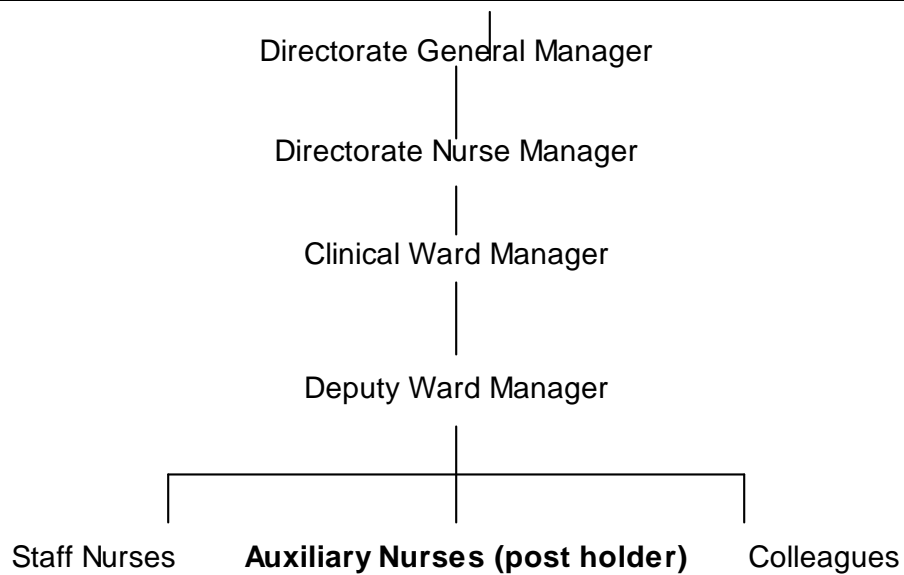 Directorate General Manager
Directorate Nurse Manager
Clinical Ward Manager
Deputy Ward Manager
Staff Nurses Auxiliary Nurses (post holder) Colleagues